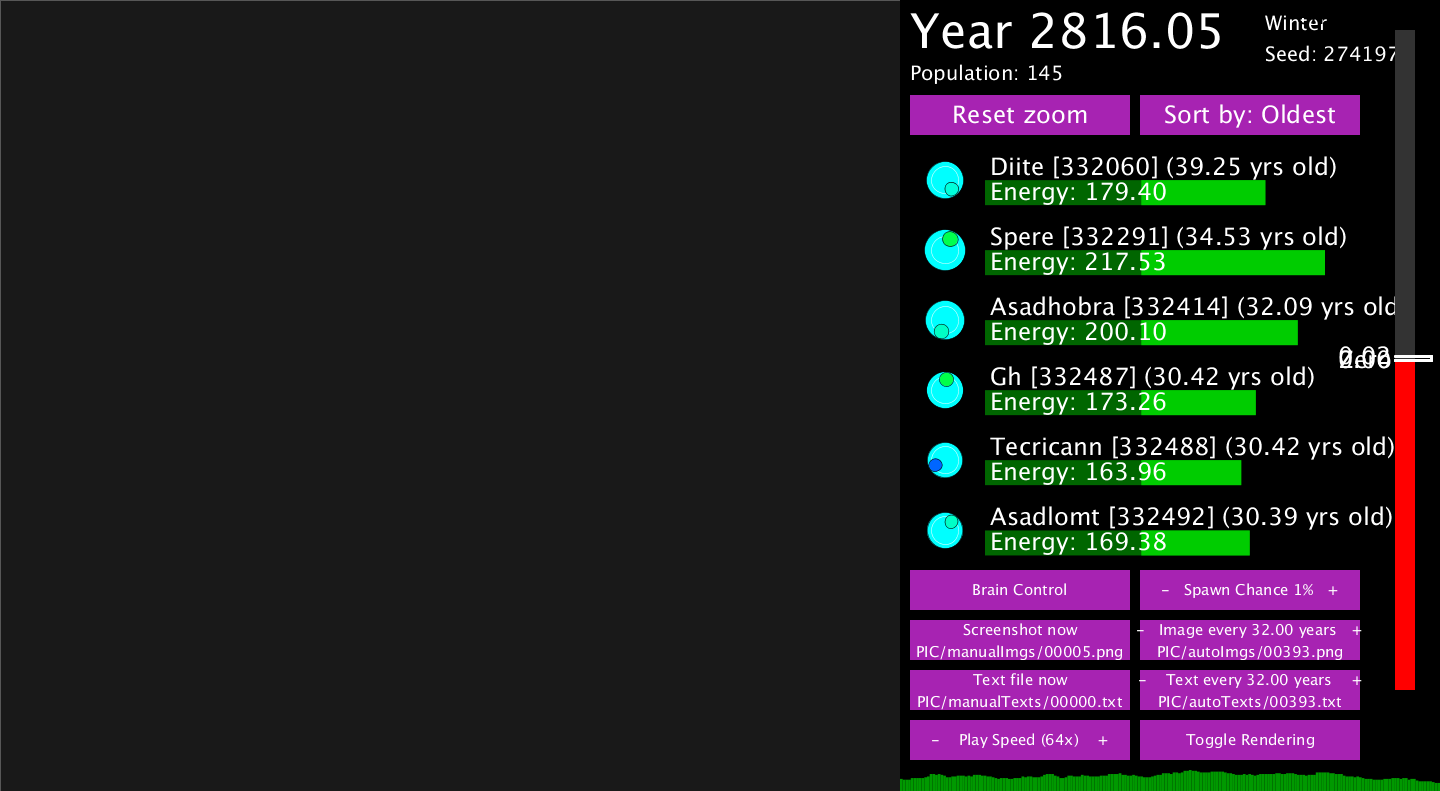 Year 2816.05
Winter
Seed: 274197
Population: 145
Reset zoom
Sort by: Oldest
Diite [332060] (39.25 yrs old)
Energy: 179.40
Spere [332291] (34.53 yrs old)
Energy: 217.53
Asadhobra [332414] (32.09 yrs old
Energy: 200.10
Gh [332487] (30.42 yrs old)
Energy: 173.26
Tecricann [332488] (30.42 yrs old)
Energy: 163.96
Asadlomt [332492] (30.39 yrs old)
Energy: 169.38
Brain Control
- Spawn Chance 1% +
Screenshot now
PIC/manualImgs/00005.png
- Image every 32.00 years +
PIC/autoImgs/00393.png
Text file now
PIC/manualTexts/00000.txt
- Text every 32.00 years +
PIC/autoTexts/00393.txt
- Play Speed (64x) +
Toggle Rendering